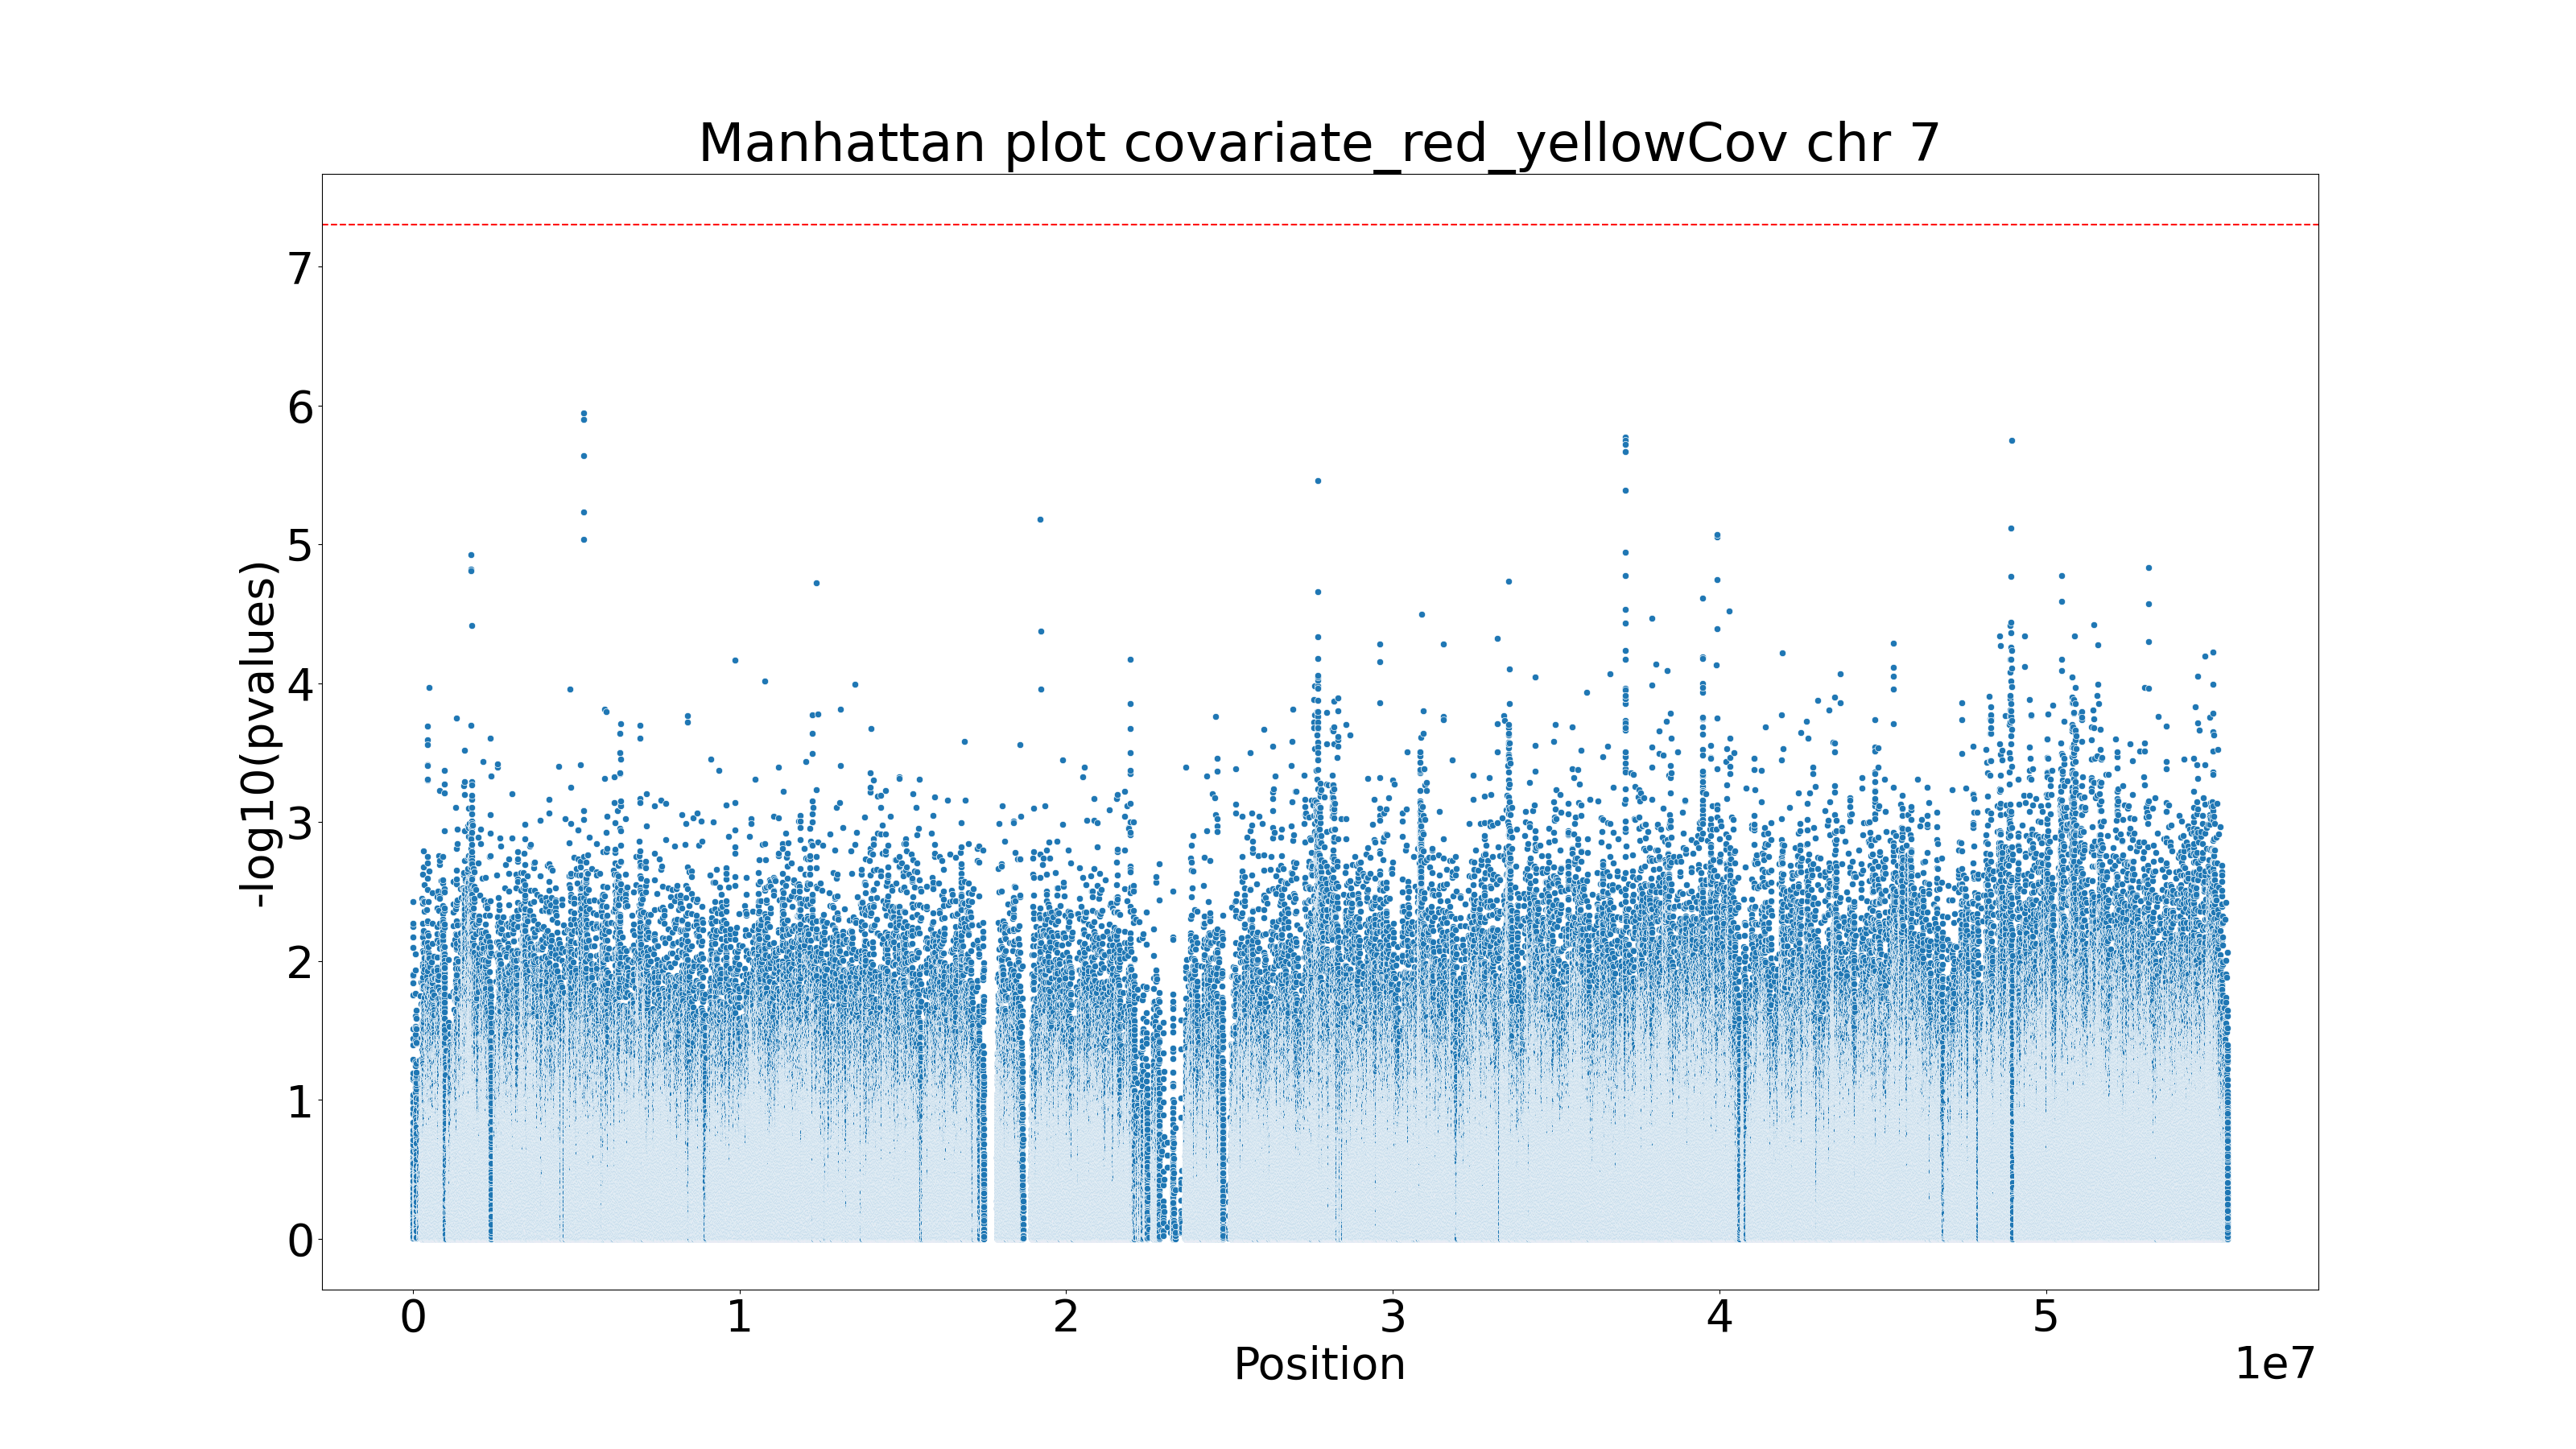 Manhattan plot covariate_red_yellowCov chr 7
-log10(pvalues)
7
6
5
4
3
2
1
0
0 1 2 3 4 5
Position
1e7